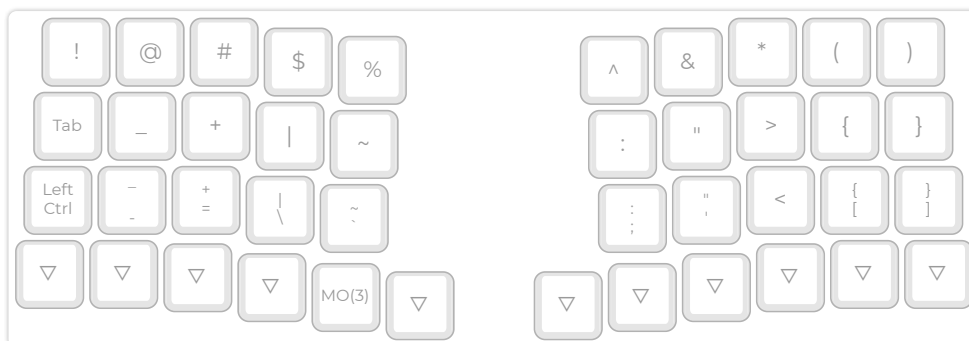 ! @ # $ % ^ & * ( )
Tab _ + | ~ : " > { }
Left Ctrl _ - + = | \ ~ ` : ; " ' < { [ } ]
▽ ▽ ▽ ▽ MO(3) ▽ ▽ ▽ ▽ ▽ ▽ ▽